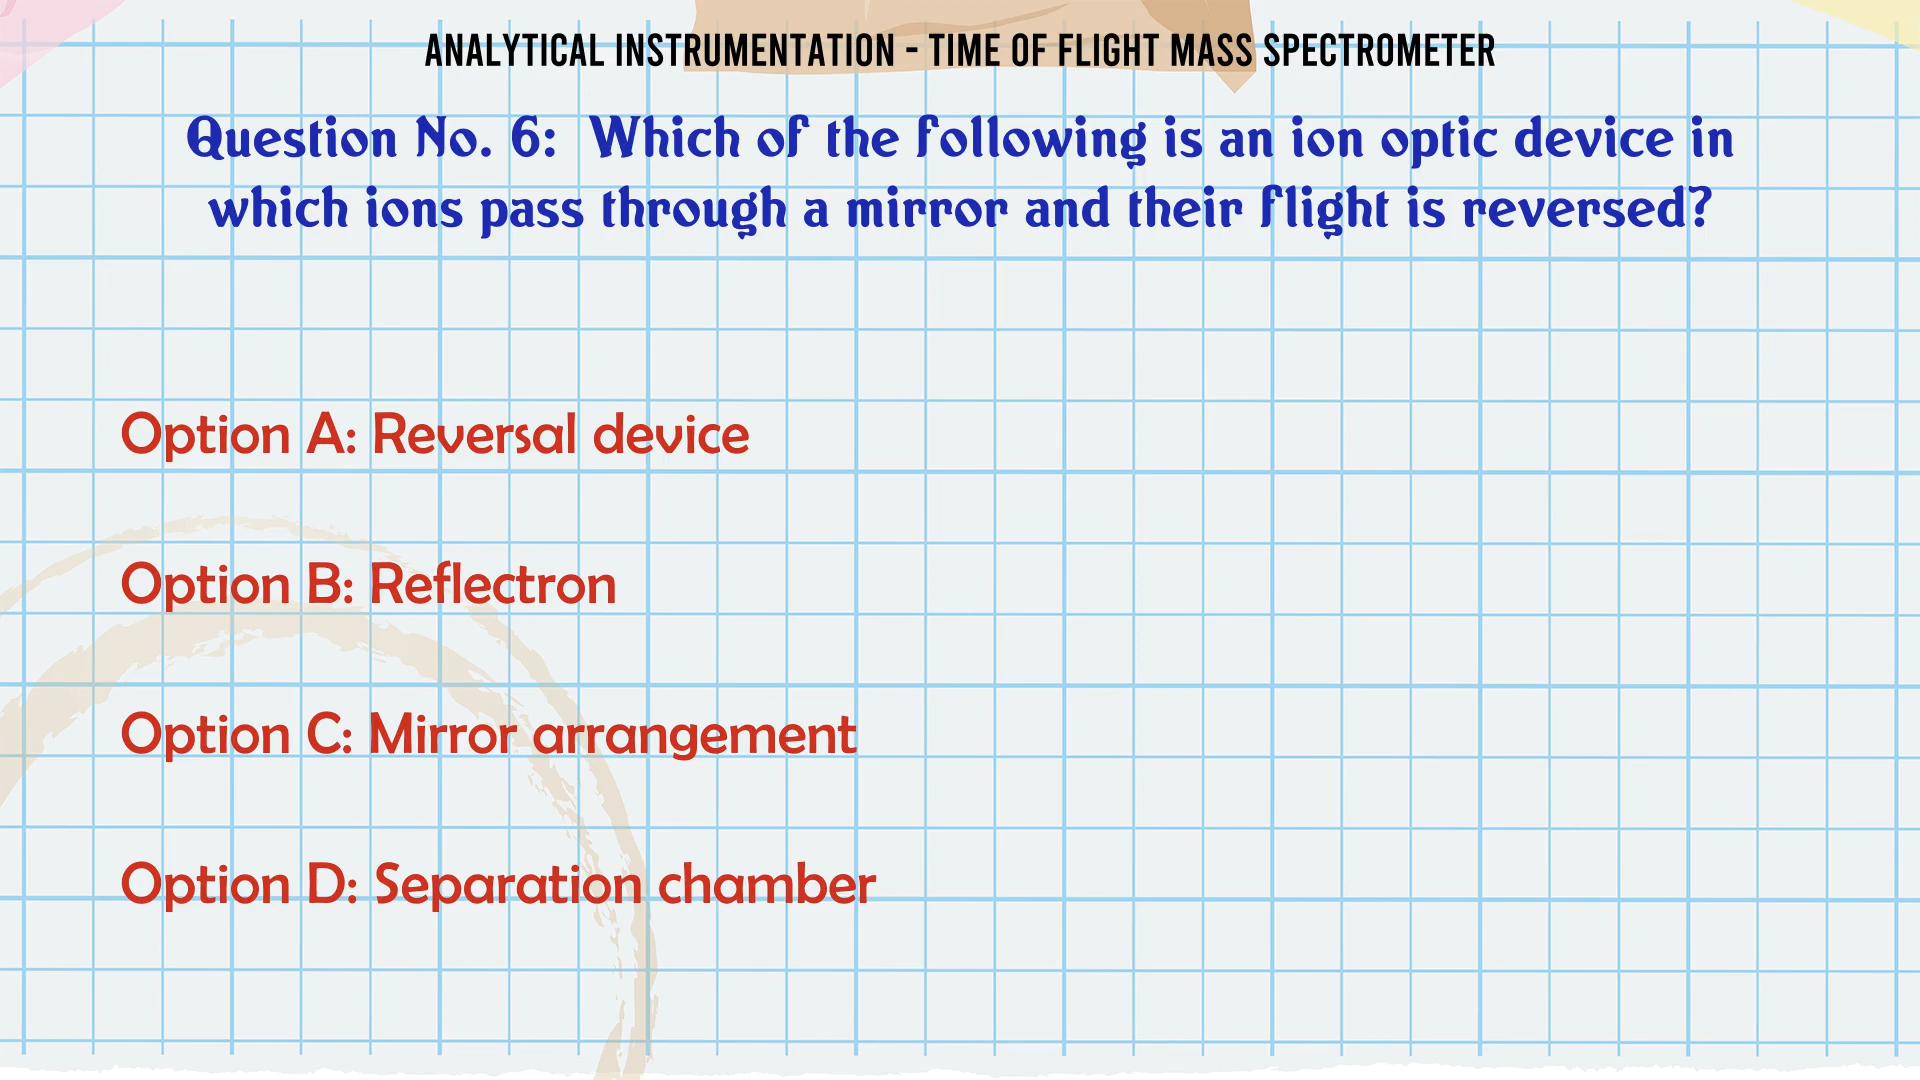 ANALYTICAL INSTRUMENTATION - TIME OF FLIGHT MASS SPECTROMETER
Question No. 6: Which of the following is an ion optic device in
which ions pass through a mirror and their flight is reversed?
Option A: Reversal device
Option B: Reflectron
Option C: Mirror arrangement
Option D: Separation chamber